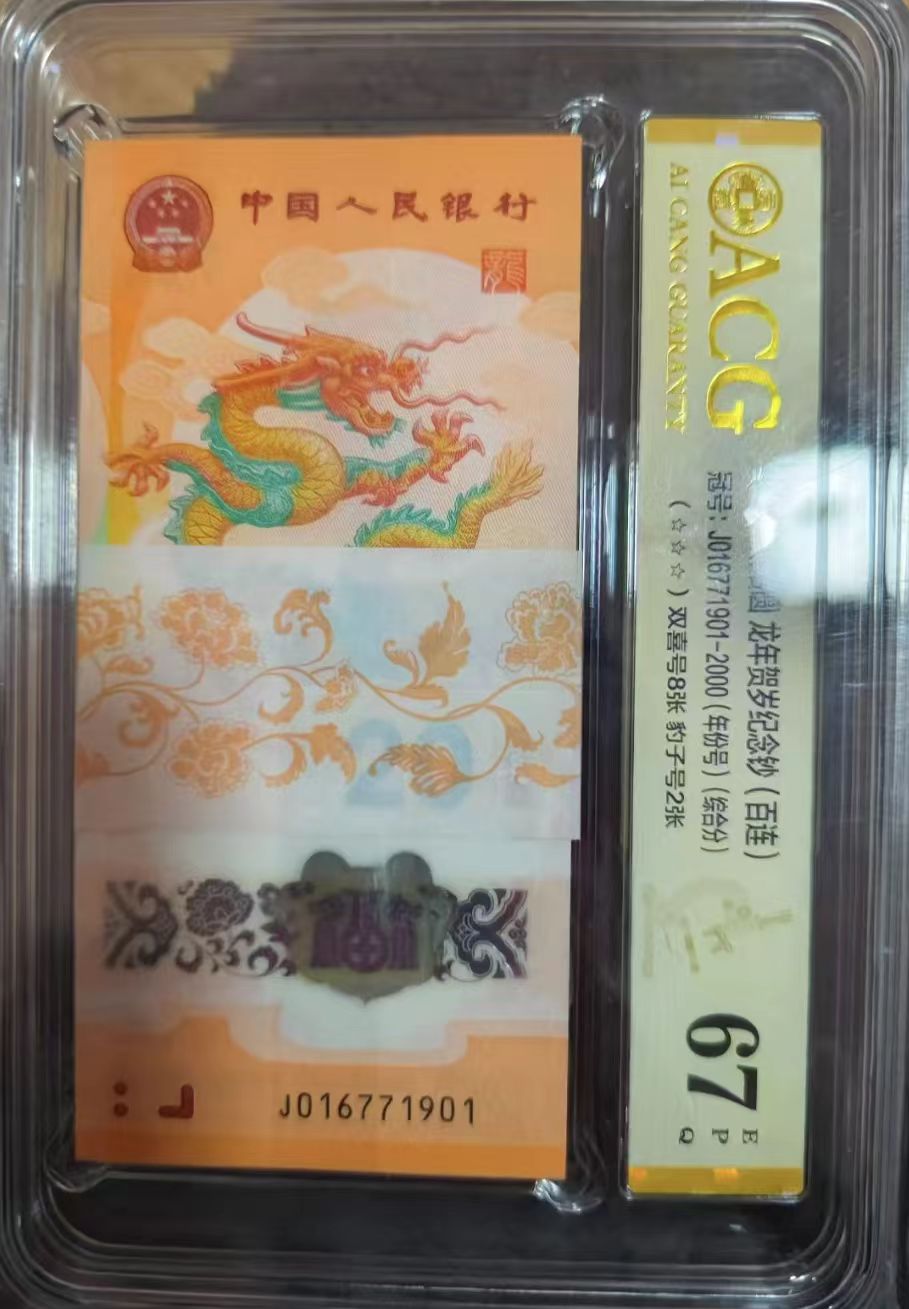 中国人民银行
龍
J016771901
ACG
AI CANG GUARANTY
龙年贺岁纪念钞（百连）
冠号：J016771901-2000（年份号）（综合分）
（☆☆☆）双喜号8张 豹子号2张
67
E
P
Q